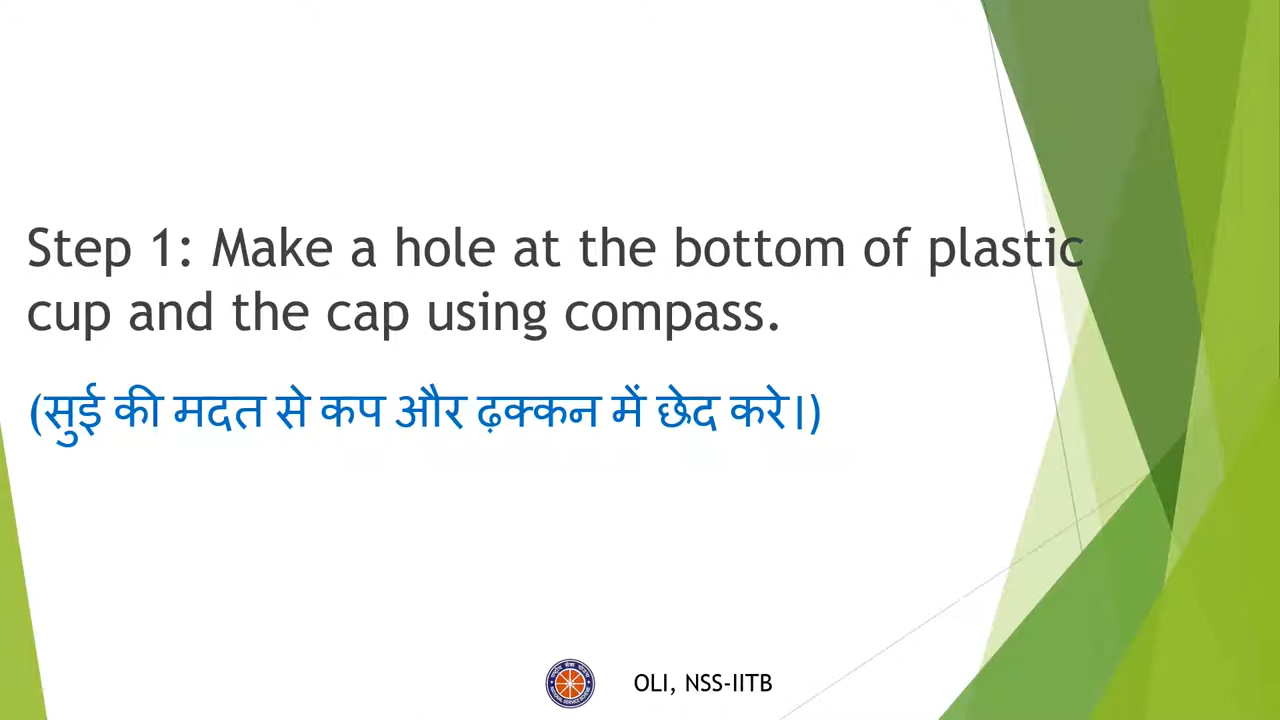 Step 1: Make a hole at the bottom of plastic
cup and the cap using compass.
(सुई की मदत से कप और ढ़क्कन में छेद करे।)
OLI, NSS-IITB